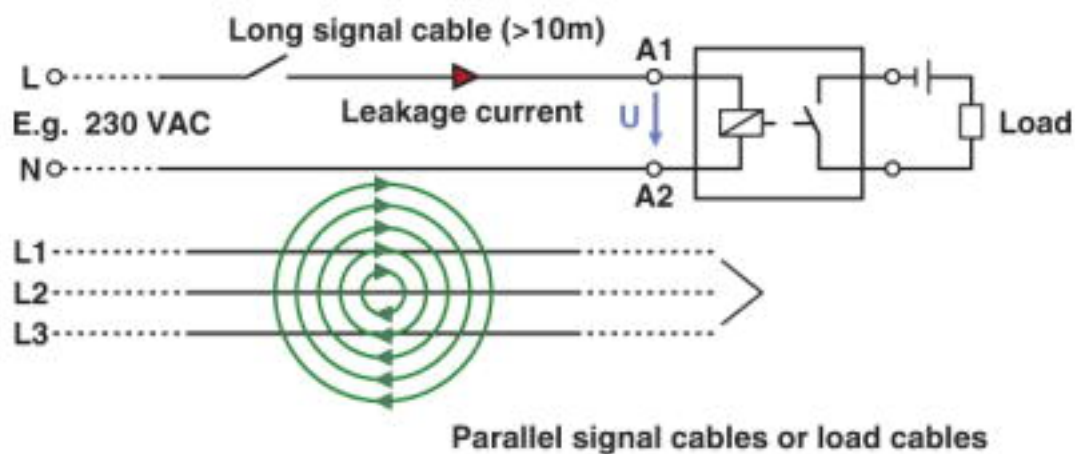 Long signal cable (>10m)
A1
L
Leakage current
U
Load
E.g. 230 VAC
N
A2
L1
L2
L3
Parallel signal cables or load cables